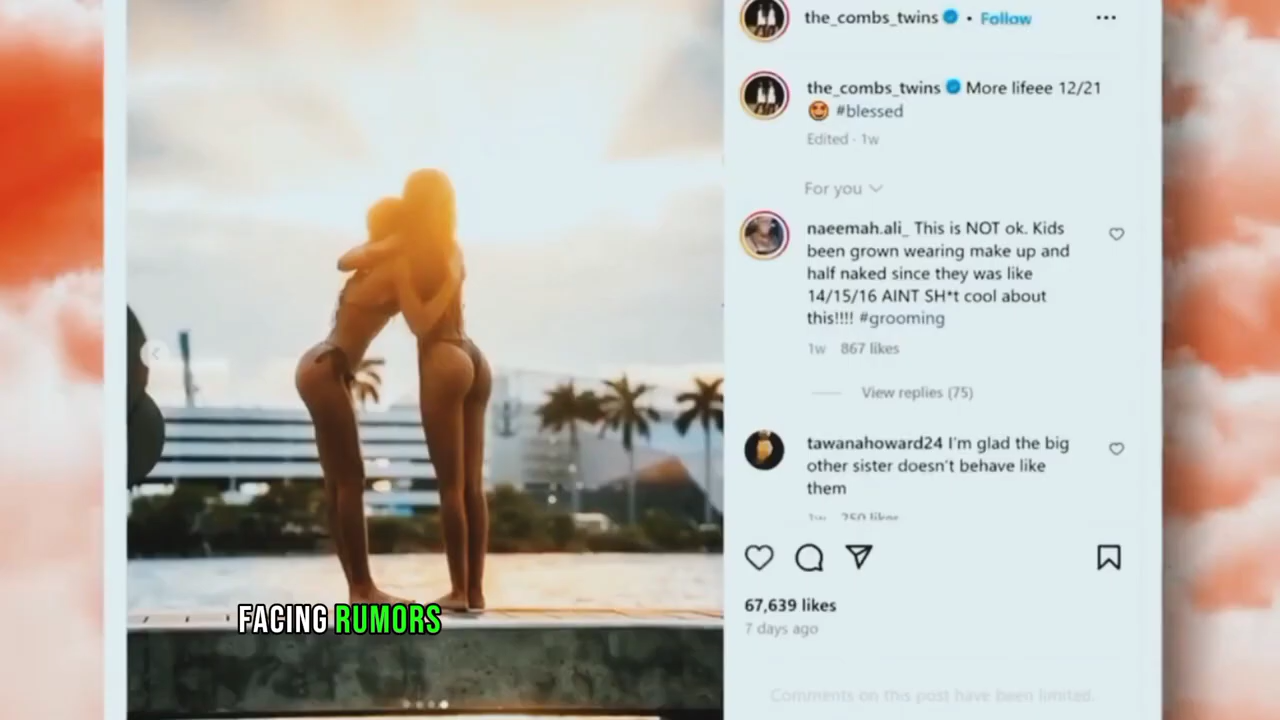 the_combs_twins • Follow
the_combs_twins More lifeee 12/21
#blessed
Edited · 1w
For you
naeemah.ali_ This is NOT ok. Kids
been grown wearing make up and
half naked since they was like
14/15/16 AINT SH*t cool about
this!!!! #grooming
1w 867 likes
View replies (75)
tawanahoward24 I'm glad the big
other sister doesn't behave like
them
1w 250 likes
67,639 likes
7 days ago
Comments on this post have been limited.
FACING RUMORS